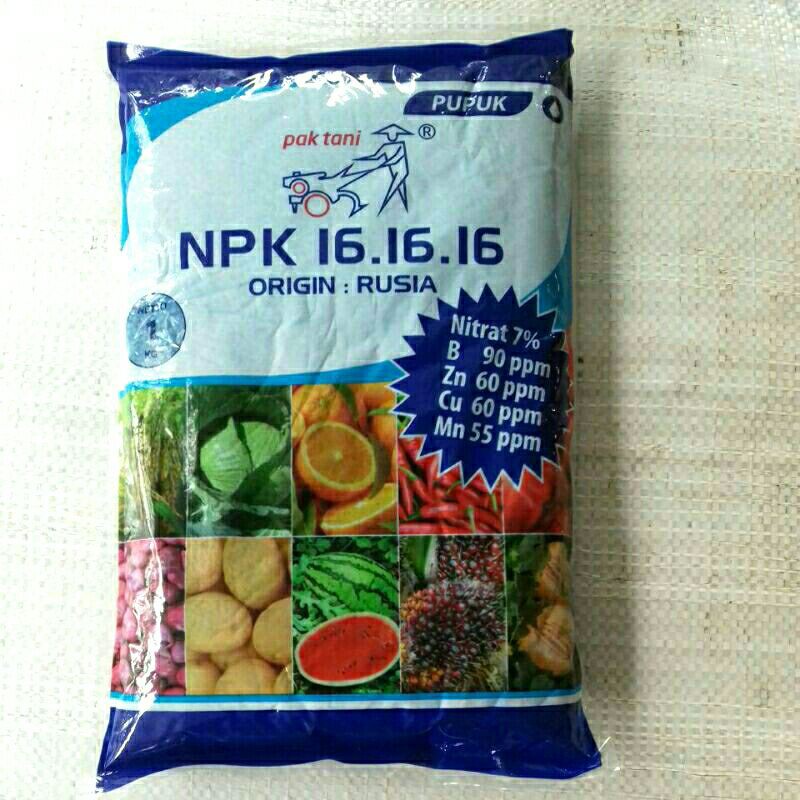 PUPUK
pak tani ®
NPK 16.16.16
ORIGIN : RUSIA
NETTO
1
KG
Nitrat 7%
B 90 ppm
Zn 60 ppm
Cu 60 ppm
Mn 55 ppm